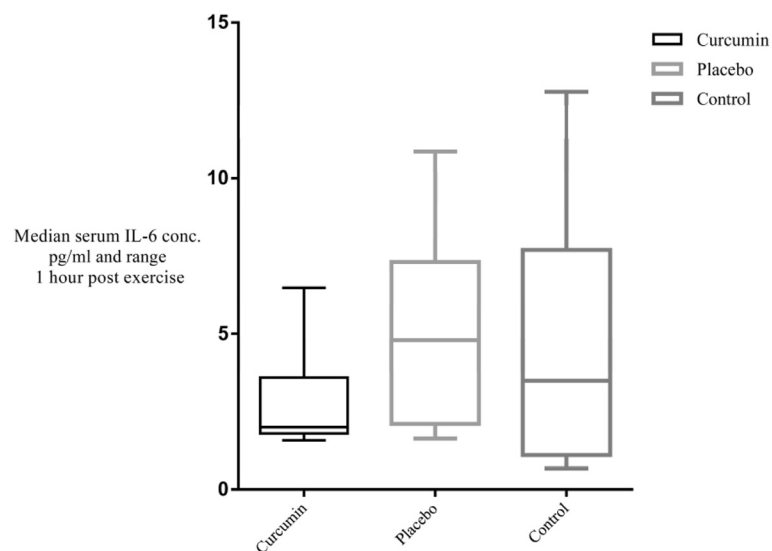 15
10
5
0
Median serum IL-6 conc.
pg/ml and range
1 hour post exercise
Curcumin
Placebo
Control
Curcumin
Placebo
Control